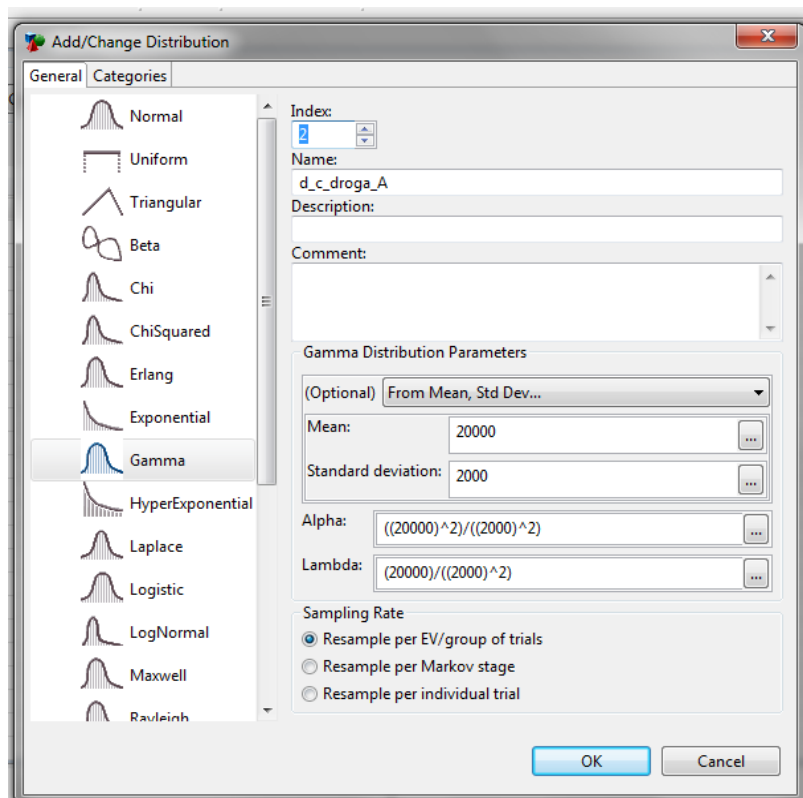 Add/Change Distribution
General Categories
Normal
Uniform
Triangular
Beta
Chi
ChiSquared
Erlang
Exponential
Gamma
HyperExponential
Laplace
Logistic
LogNormal
Maxwell
Rayleigh
Index:
2
Name:
d_c_droga_A
Description:
Comment:
Gamma Distribution Parameters
(Optional) From Mean, Std Dev...
Mean: 20000 ...
Standard deviation: 2000 ...
Alpha: ((20000)^2)/((2000)^2) ...
Lambda: (20000)/((2000)^2) ...
Sampling Rate
Resample per EV/group of trials
Resample per Markov stage
Resample per individual trial
OK Cancel